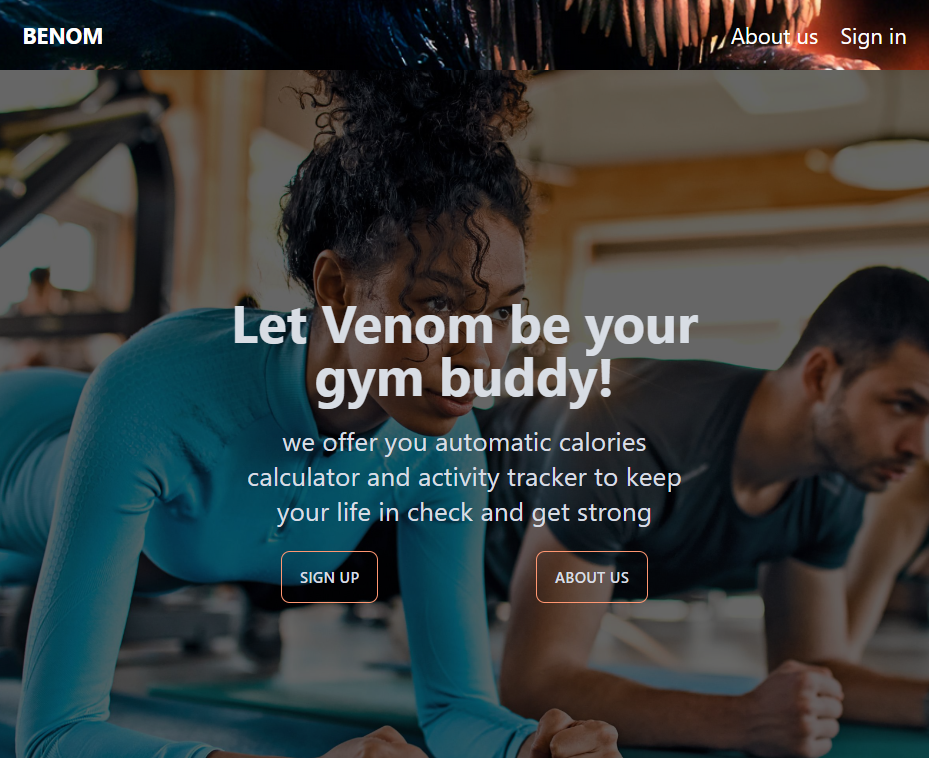 BENOM
About us
Sign in
Let Venom be your
gym buddy!
we offer you automatic calories
calculator and activity tracker to keep
your life in check and get strong
SIGN UP
ABOUT US